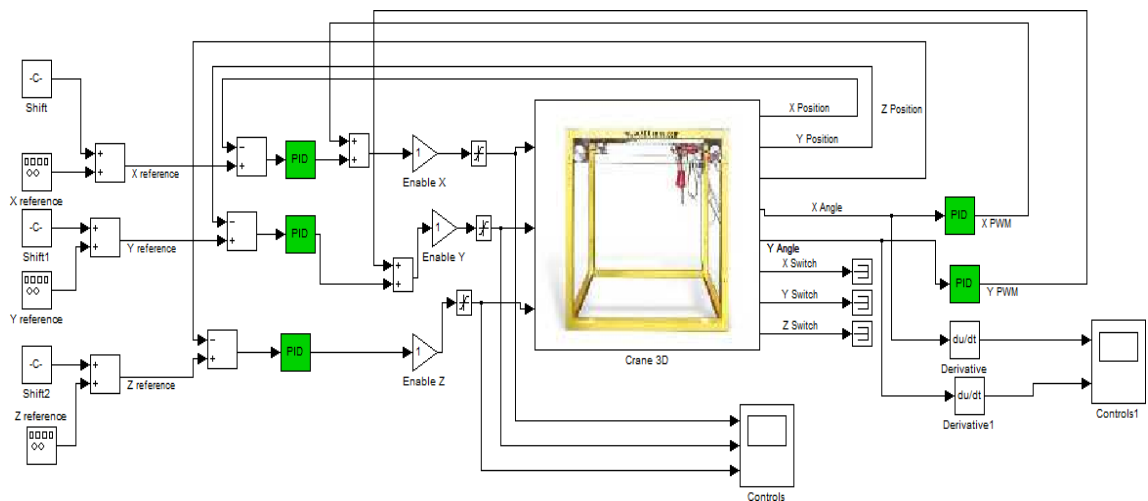 -C-
Shift
X reference
+
+
X reference
-C-
Shift1
Y reference
+
+
Y reference
-C-
Shift2
Z reference
+
+
Z reference
−
+
PID
−
+
PID
−
+
PID
+
+
+
+
1
Enable X
1
Enable Y
1
Enable Z
Crane 3D
X Position
Z Position
Y Position
X Angle
Y Angle
X Switch
Y Switch
Z Switch
PID
X PWM
PID
Y PWM
du/dt
Derivative
du/dt
Derivative1
Controls
Controls1